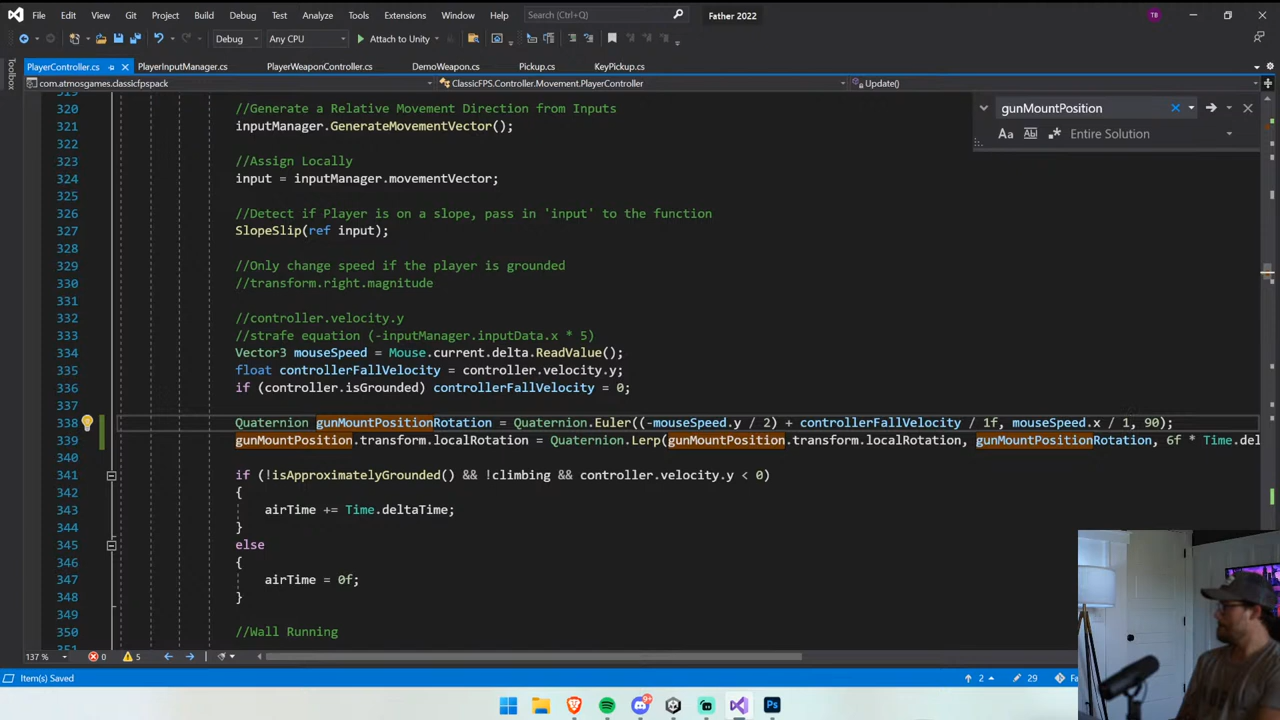 File Edit View Git Project Build Debug Test Analyze Tools Extensions Window Help Search (Ctrl+Q) Father 2022 TB
Debug Any CPU Attach to Unity
PlayerController.cs PlayerInputManager.cs PlayerWeaponController.cs DemoWeapon.cs Pickup.cs KeyPickup.cs
com.atmosgames.classicfpspack ClassicFPS.Controller.Movement.PlayerController Update()
gunMountPosition
Aa Entire Solution
320 //Generate a Relative Movement Direction from Inputs
321 inputManager.GenerateMovementVector();
322
323 //Assign Locally
324 input = inputManager.movementVector;
325
326 //Detect if Player is on a slope, pass in 'input' to the function
327 SlopeSlip(ref input);
328
329 //Only change speed if the player is grounded
330 //transform.right.magnitude
331
332 //controller.velocity.y
333 //strafe equation (-inputManager.inputData.x * 5)
334 Vector3 mouseSpeed = Mouse.current.delta.ReadValue();
335 float controllerFallVelocity = controller.velocity.y;
336 if (controller.isGrounded) controllerFallVelocity = 0;
337
338 Quaternion gunMountPositionRotation = Quaternion.Euler((-mouseSpeed.y / 2) + controllerFallVelocity / 1f, mouseSpeed.x / 1, 90);
339 gunMountPosition.transform.localRotation = Quaternion.Lerp(gunMountPosition.transform.localRotation, gunMountPositionRotation, 6f * Time.del
340
341 if (!isApproximatelyGrounded() && !climbing && controller.velocity.y < 0)
342 {
343 airTime += Time.deltaTime;
344 }
345 else
346 {
347 airTime = 0f;
348 }
349
350 //Wall Running
137 % 0 5
Item(s) Saved 2 29 Fa